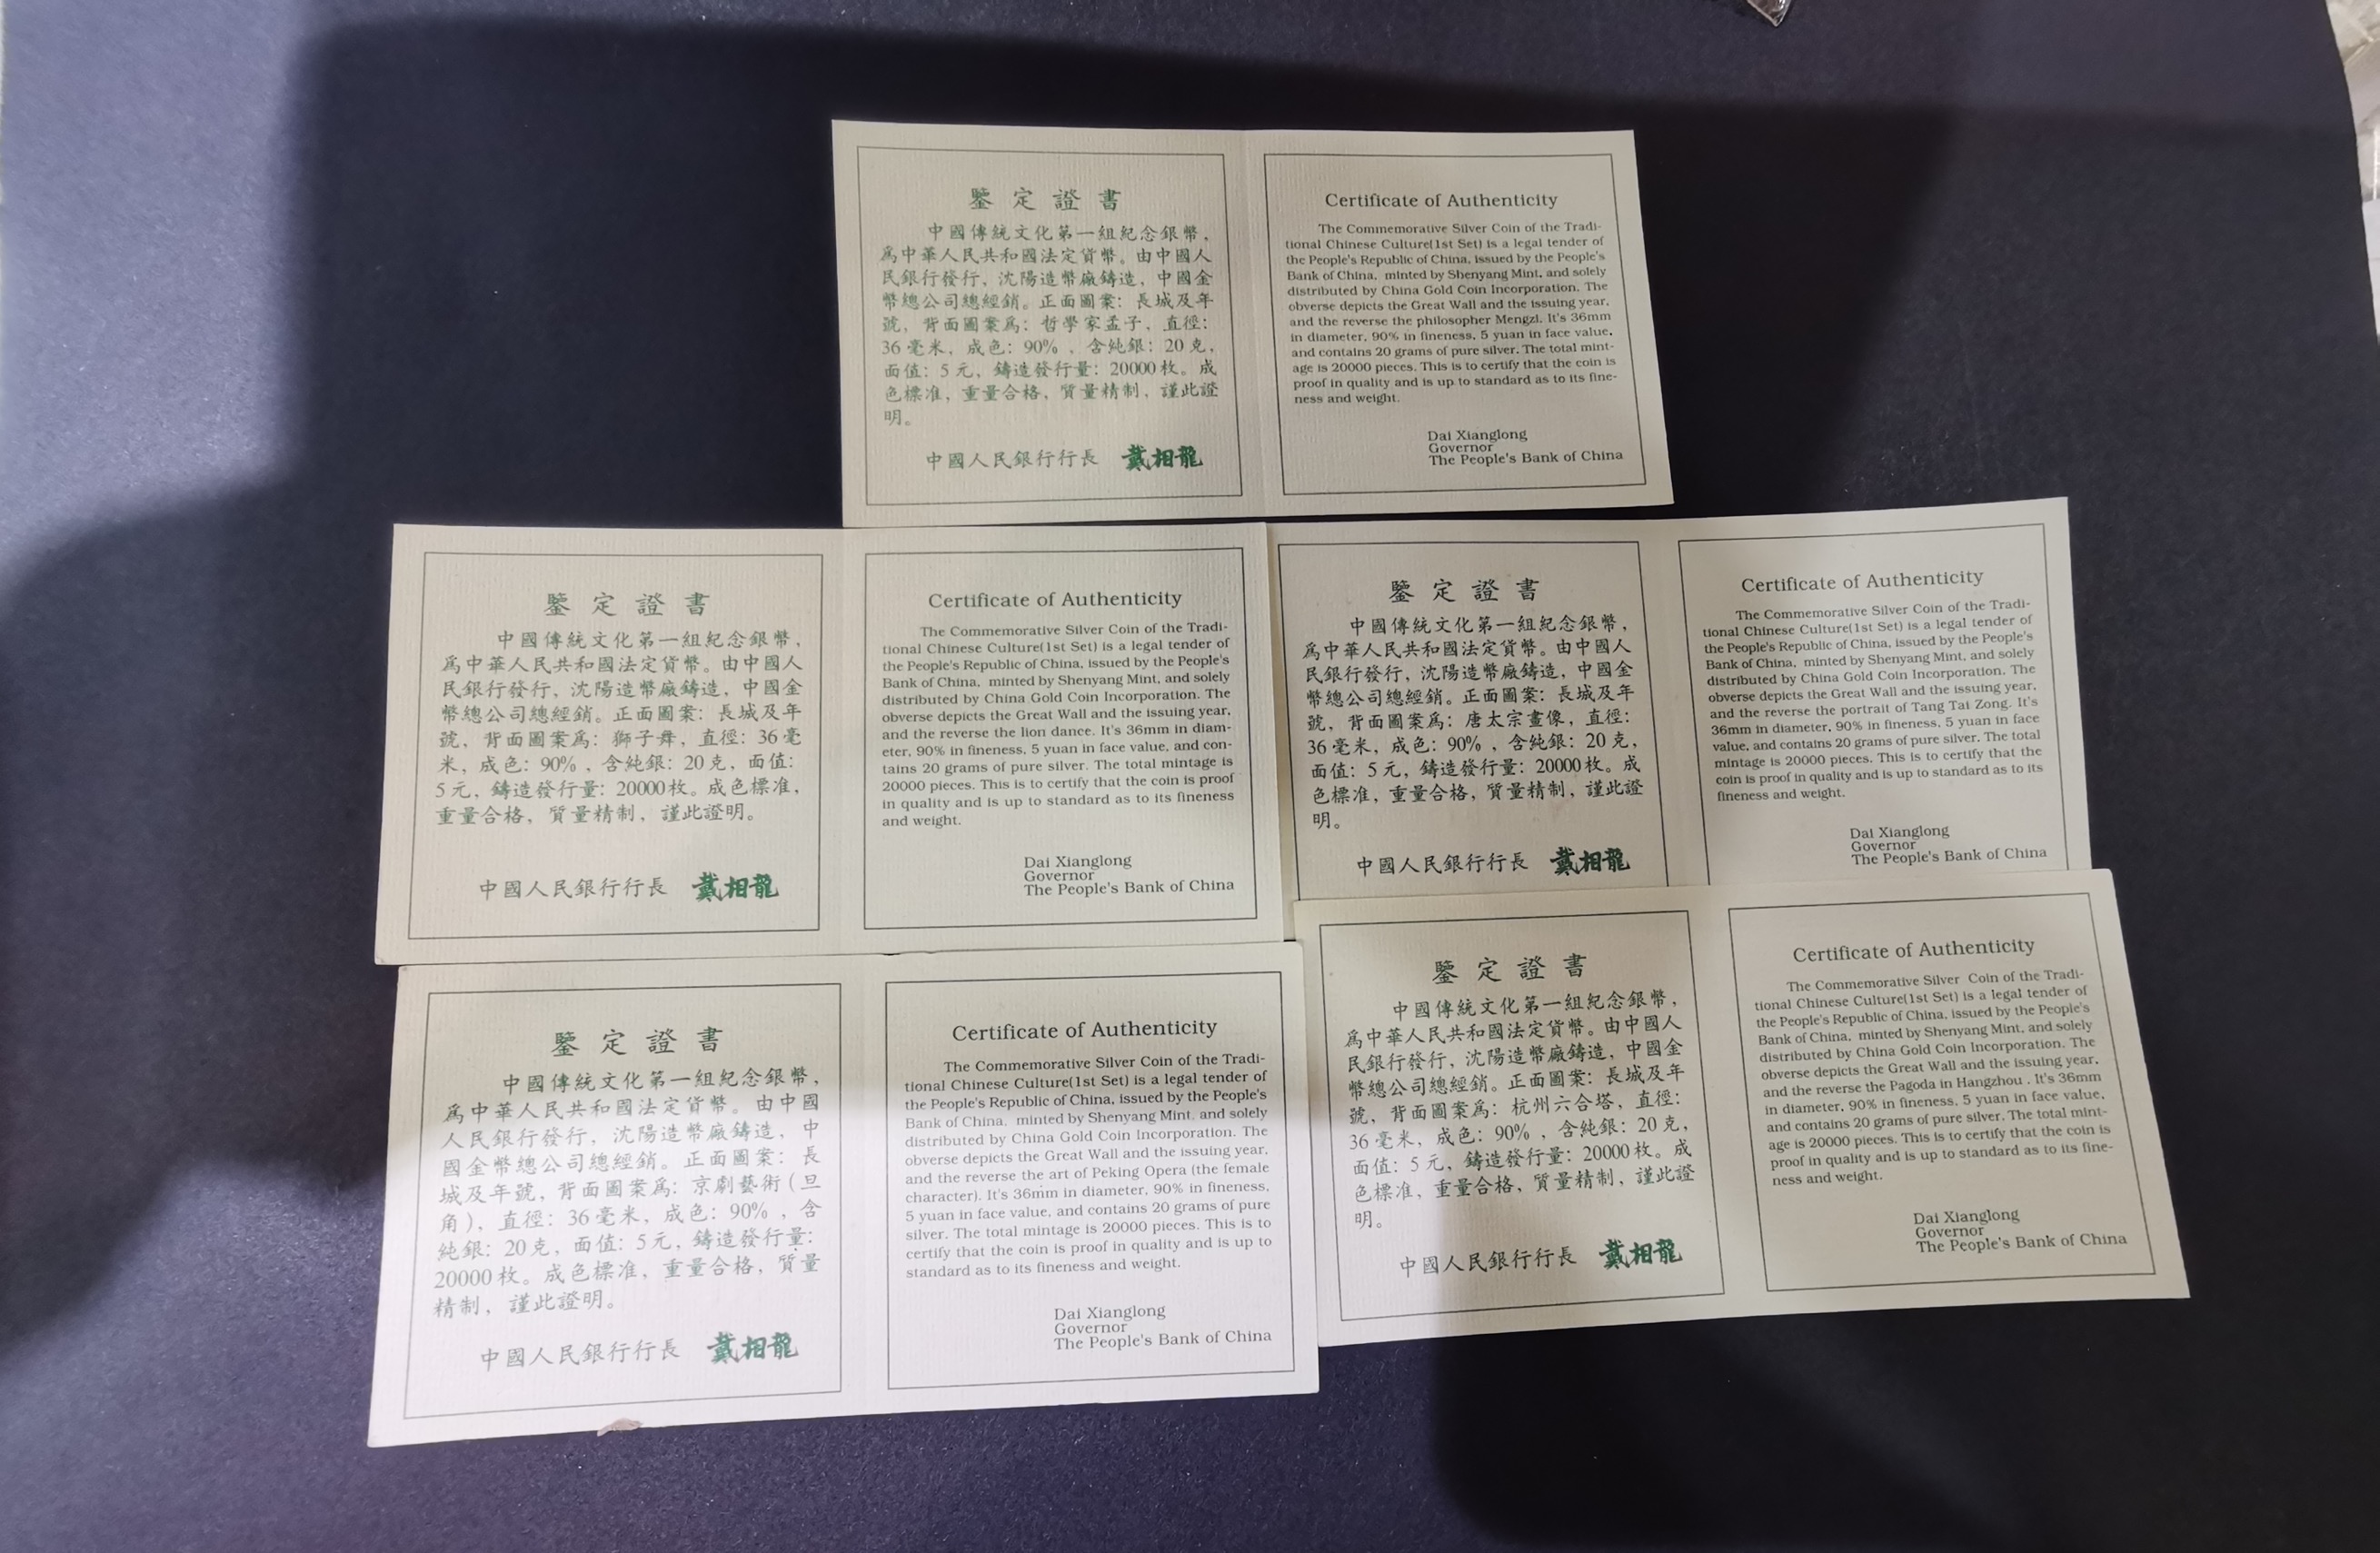 鑒定證書
中國傳統文化第一組紀念銀幣，
爲中華人民共和國法定貨幣。由中國人
民銀行發行，沈陽造幣廠鑄造，中國金
幣總公司總經銷。正面圖案：長城及年
號，背面圖案爲：哲學家孟子，直徑：
36毫米，成色：90%，含純銀：20克，
面值：5元，鑄造發行量：20000枚。成
色標准，重量合格，質量精制，謹此證
明。
中國人民銀行行長 戴相龍
Certificate of Authenticity
The Commemorative Silver Coin of the Tradi-
tional Chinese Culture(1st Set) is a legal tender of
the People's Republic of China, issued by the People's
Bank of China, minted by Shenyang Mint, and solely
distributed by China Gold Coin Incorporation. The
obverse depicts the Great Wall and the issuing year,
and the reverse the philosopher Mengzi. It's 36mm
in diameter, 90% in fineness, 5 yuan in face value,
and contains 20 grams of pure silver. The total mint-
age is 20000 pieces. This is to certify that the coin is
proof in quality and is up to standard as to its fine-
ness and weight.
Dai Xianglong
Governor
The People's Bank of China
鑒定證書
中國傳統文化第一組紀念銀幣，
爲中華人民共和國法定貨幣。由中國人
民銀行發行，沈陽造幣廠鑄造，中國金
幣總公司總經銷。正面圖案：長城及年
號，背面圖案爲：獅子舞，直徑：36毫
米，成色：90%，含純銀：20克，面值：
5元，鑄造發行量：20000枚。成色標准，
重量合格，質量精制，謹此證明。
中國人民銀行行長 戴相龍
Certificate of Authenticity
The Commemorative Silver Coin of the Tradi-
tional Chinese Culture(1st Set) is a legal tender of
the People's Republic of China, issued by the People's
Bank of China, minted by Shenyang Mint, and solely
distributed by China Gold Coin Incorporation. The
obverse depicts the Great Wall and the issuing year,
and the reverse the lion dance. It's 36mm in diam-
eter, 90% in fineness, 5 yuan in face value, and con-
tains 20 grams of pure silver. The total mintage is
20000 pieces. This is to certify that the coin is proof
in quality and is up to standard as to its fineness
and weight.
Dai Xianglong
Governor
The People's Bank of China
鑒定證書
中國傳統文化第一組紀念銀幣，
爲中華人民共和國法定貨幣。由中國人
民銀行發行，沈陽造幣廠鑄造，中國金
幣總公司總經銷。正面圖案：長城及年
號，背面圖案爲：唐太宗畫像，直徑：
36毫米，成色：90%，含純銀：20克，
面值：5元，鑄造發行量：20000枚。成
色標准，重量合格，質量精制，謹此證
明。
中國人民銀行行長 戴相龍
Certificate of Authenticity
The Commemorative Silver Coin of the Tradi-
tional Chinese Culture(1st Set) is a legal tender of
the People's Republic of China, issued by the People's
Bank of China, minted by Shenyang Mint, and solely
distributed by China Gold Coin Incorporation. The
obverse depicts the Great Wall and the issuing year,
and the reverse the portrait of Tang Tai Zong. It's
36mm in diameter, 90% in fineness, 5 yuan in face
value, and contains 20 grams of pure silver. The total
mintage is 20000 pieces. This is to certify that the
coin is proof in quality and is up to standard as to its
fineness and weight.
Dai Xianglong
Governor
The People's Bank of China
鑒定證書
中國傳統文化第一組紀念銀幣，
爲中華人民共和國法定貨幣。由中國
人民銀行發行，沈陽造幣廠鑄造，中
國金幣總公司總經銷。正面圖案：長
城及年號，背面圖案爲：京劇藝術(旦
角)，直徑：36毫米，成色：90%，含
純銀：20克，面值：5元，鑄造發行量：
20000枚。成色標准，重量合格，質量
精制，謹此證明。
中國人民銀行行長 戴相龍
Certificate of Authenticity
The Commemorative Silver Coin of the Tradi-
tional Chinese Culture(1st Set) is a legal tender of
the People's Republic of China, issued by the People's
Bank of China, minted by Shenyang Mint, and solely
distributed by China Gold Coin Incorporation. The
obverse depicts the Great Wall and the issuing year,
and the reverse the art of Peking Opera (the female
character). It's 36mm in diameter, 90% in fineness,
5 yuan in face value, and contains 20 grams of pure
silver. The total mintage is 20000 pieces. This is to
certify that the coin is proof in quality and is up to
standard as to its fineness and weight.
Dai Xianglong
Governor
The People's Bank of China
鑒定證書
中國傳統文化第一組紀念銀幣，
爲中華人民共和國法定貨幣。由中國人
民銀行發行，沈陽造幣廠鑄造，中國金
幣總公司總經銷。正面圖案：長城及年
號，背面圖案爲：杭州六合塔，直徑：
36毫米，成色：90%，含純銀：20克，
面值：5元，鑄造發行量：20000枚。成
色標准，重量合格，質量精制，謹此證
明。
中國人民銀行行長 戴相龍
Certificate of Authenticity
The Commemorative Silver Coin of the Tradi-
tional Chinese Culture(1st Set) is a legal tender of
the People's Republic of China, issued by the People's
Bank of China, minted by Shenyang Mint, and solely
distributed by China Gold Coin Incorporation. The
obverse depicts the Great Wall and the issuing year,
and the reverse the Pagoda in Hangzhou. It's 36mm
in diameter, 90% in fineness, 5 yuan in face value,
and contains 20 grams of pure silver. The total mint-
age is 20000 pieces. This is to certify that the coin is
proof in quality and is up to standard as to its fine-
ness and weight.
Dai Xianglong
Governor
The People's Bank of China